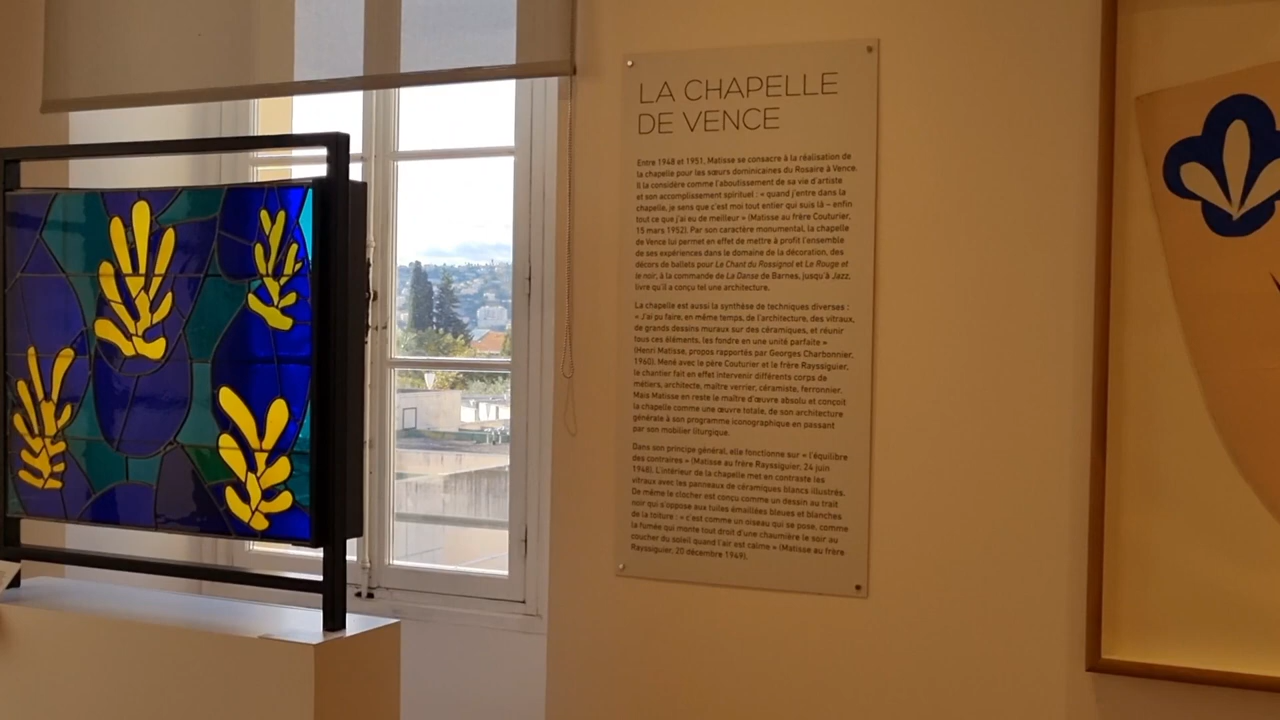 LA CHAPELLE
DE VENCE
Entre 1948 et 1951, Matisse se consacre à la réalisation de
la chapelle pour les sœurs dominicaines du Rosaire à Vence.
Il la considère comme l'aboutissement de sa vie d'artiste
et son accomplissement spirituel : « quand j'entre dans la
chapelle, je sens que c'est moi tout entier qui suis là – enfin
tout ce que j'ai eu de meilleur » (Matisse au frère Couturier,
15 mars 1952). Par son caractère monumental, la chapelle
de Vence lui permet en effet de mettre à profit l'ensemble
de ses expériences dans le domaine de la décoration, des
décors de ballets pour Le Chant du Rossignol et Le Rouge et
le noir, à la commande de La Danse de Barnes, jusqu'à Jazz,
livre qu'il a conçu tel une architecture.
La chapelle est aussi la synthèse de techniques diverses :
« J'ai pu faire, en même temps, de l'architecture, des vitraux,
de grands dessins muraux sur des céramiques, et réunir
tous ces éléments, les fondre en une unité parfaite »
(Henri Matisse, propos rapportés par Georges Charbonnier,
1960). Mené avec le père Couturier et le frère Rayssiguier,
le chantier fait en effet intervenir différents corps de
métiers, architecte, maître verrier, céramiste, ferronnier.
Mais Matisse en reste le maître d'œuvre absolu et conçoit
la chapelle comme une œuvre totale, de son architecture
générale à son programme iconographique en passant
par son mobilier liturgique.
Dans son principe général, elle fonctionne sur « l'équilibre
des contraires » (Matisse au frère Rayssiguier, 24 juin
1948). L'intérieur de la chapelle met en contraste les
vitraux avec les panneaux de céramiques blancs illustrés.
De même le clocher est conçu comme un dessin au trait
noir qui s'oppose aux tuiles émaillées bleues et blanches
de la toiture : « c'est comme un oiseau qui se pose, comme
la fumée qui monte tout droit d'une chaumière le soir au
coucher du soleil quand l'air est calme » (Matisse au frère
Rayssiguier, 20 décembre 1949).